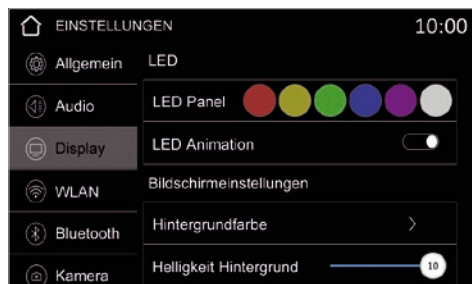 EINSTELLUNGEN 10:00
Allgemein
Audio
Display
WLAN
Bluetooth
Kamera
LED
LED Panel
LED Animation
Bildschirmeinstellungen
Hintergrundfarbe
Helligkeit Hintergrund 10